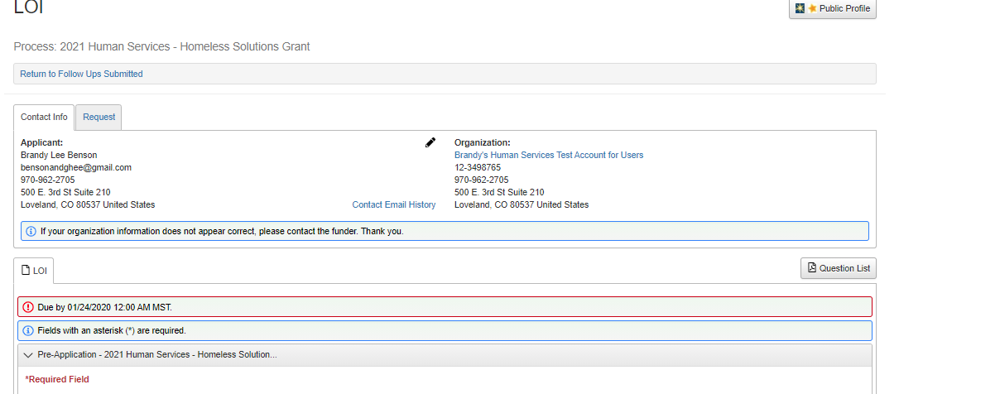 LOI
Public Profile
Process: 2021 Human Services - Homeless Solutions Grant
Return to Follow Ups Submitted
Contact Info
Request
Applicant:
Brandy Lee Benson
bensonandghee@gmail.com
970-962-2705
500 E. 3rd St Suite 210
Loveland, CO 80537 United States
Contact Email History
Organization:
Brandy's Human Services Test Account for Users
12-3498765
970-962-2705
500 E. 3rd St Suite 210
Loveland, CO 80537 United States
If your organization information does not appear correct, please contact the funder. Thank you.
LOI
Question List
Due by 01/24/2020 12:00 AM MST.
Fields with an asterisk (*) are required.
Pre-Application - 2021 Human Services - Homeless Solution...
*Required Field